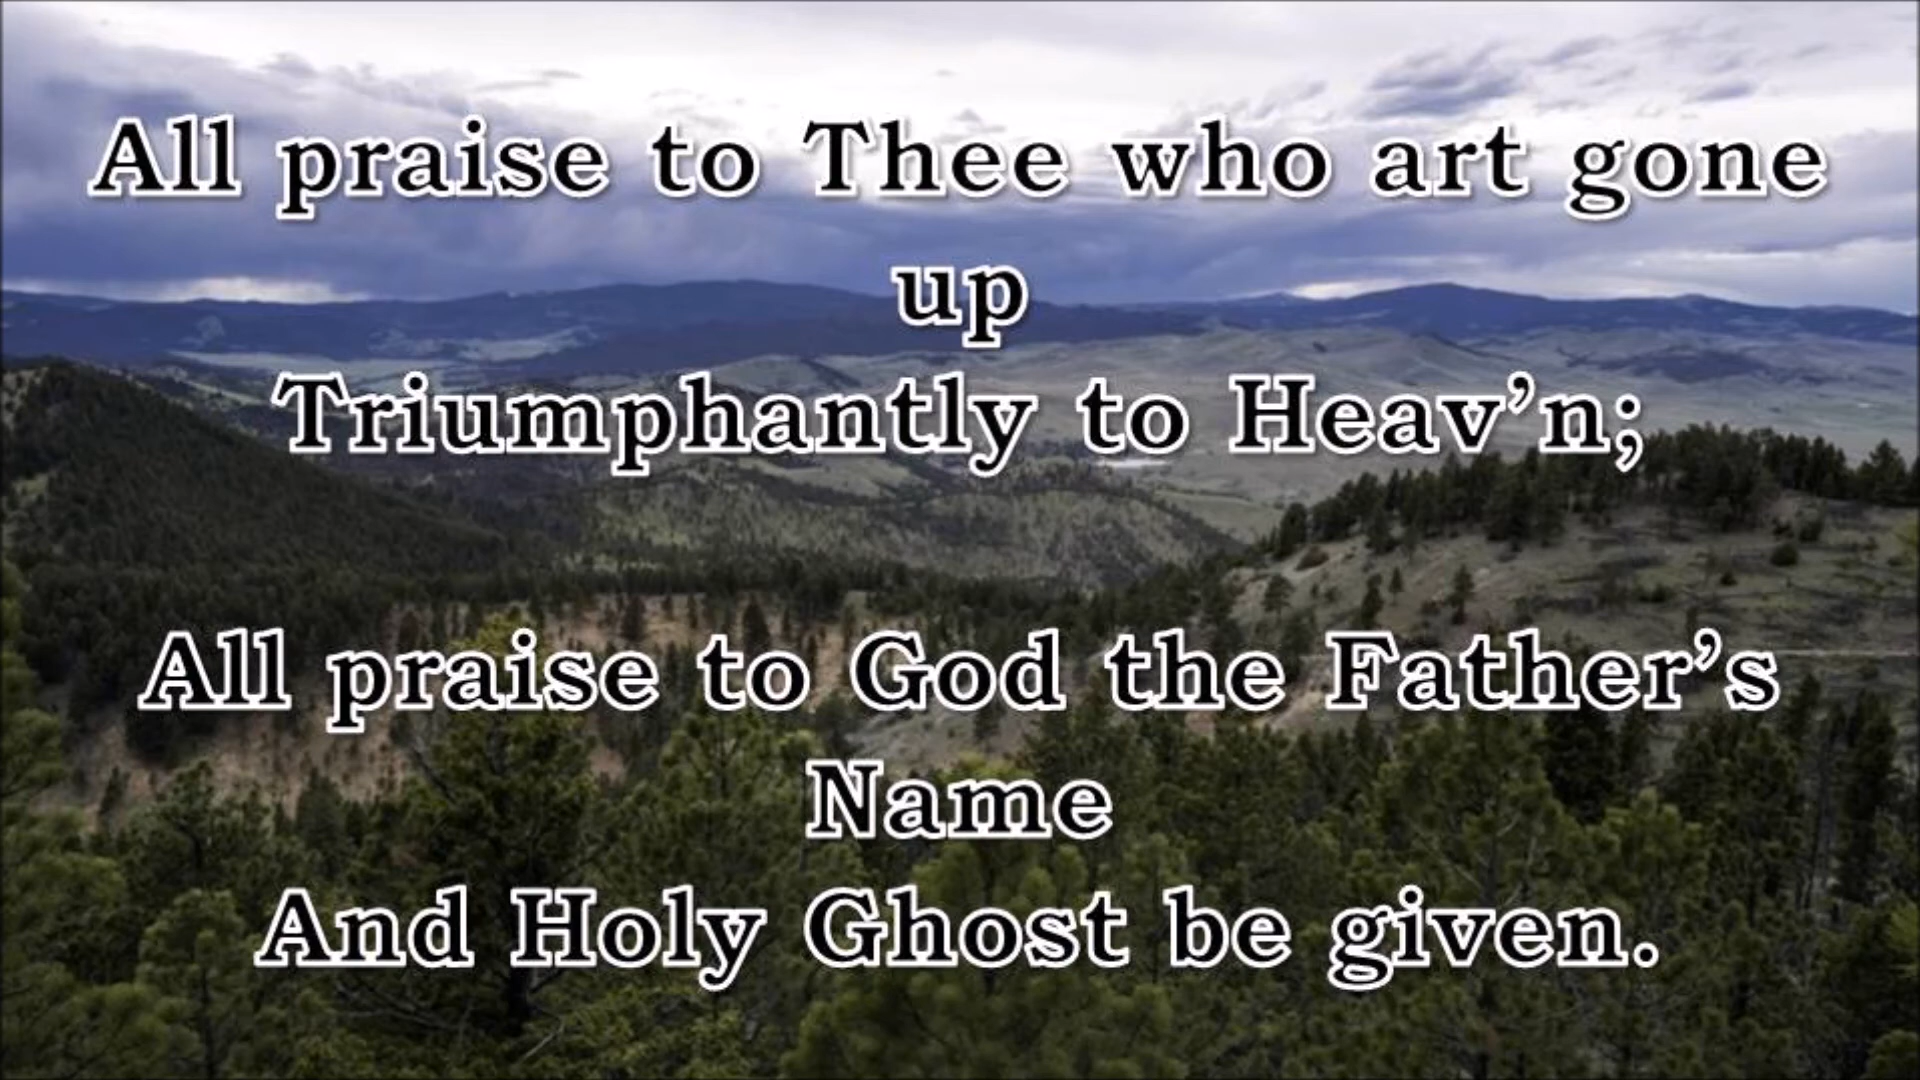 All praise to Thee who art gone
up
Triumphantly to Heav’n;
All praise to God the Father’s
Name
And Holy Ghost be given.